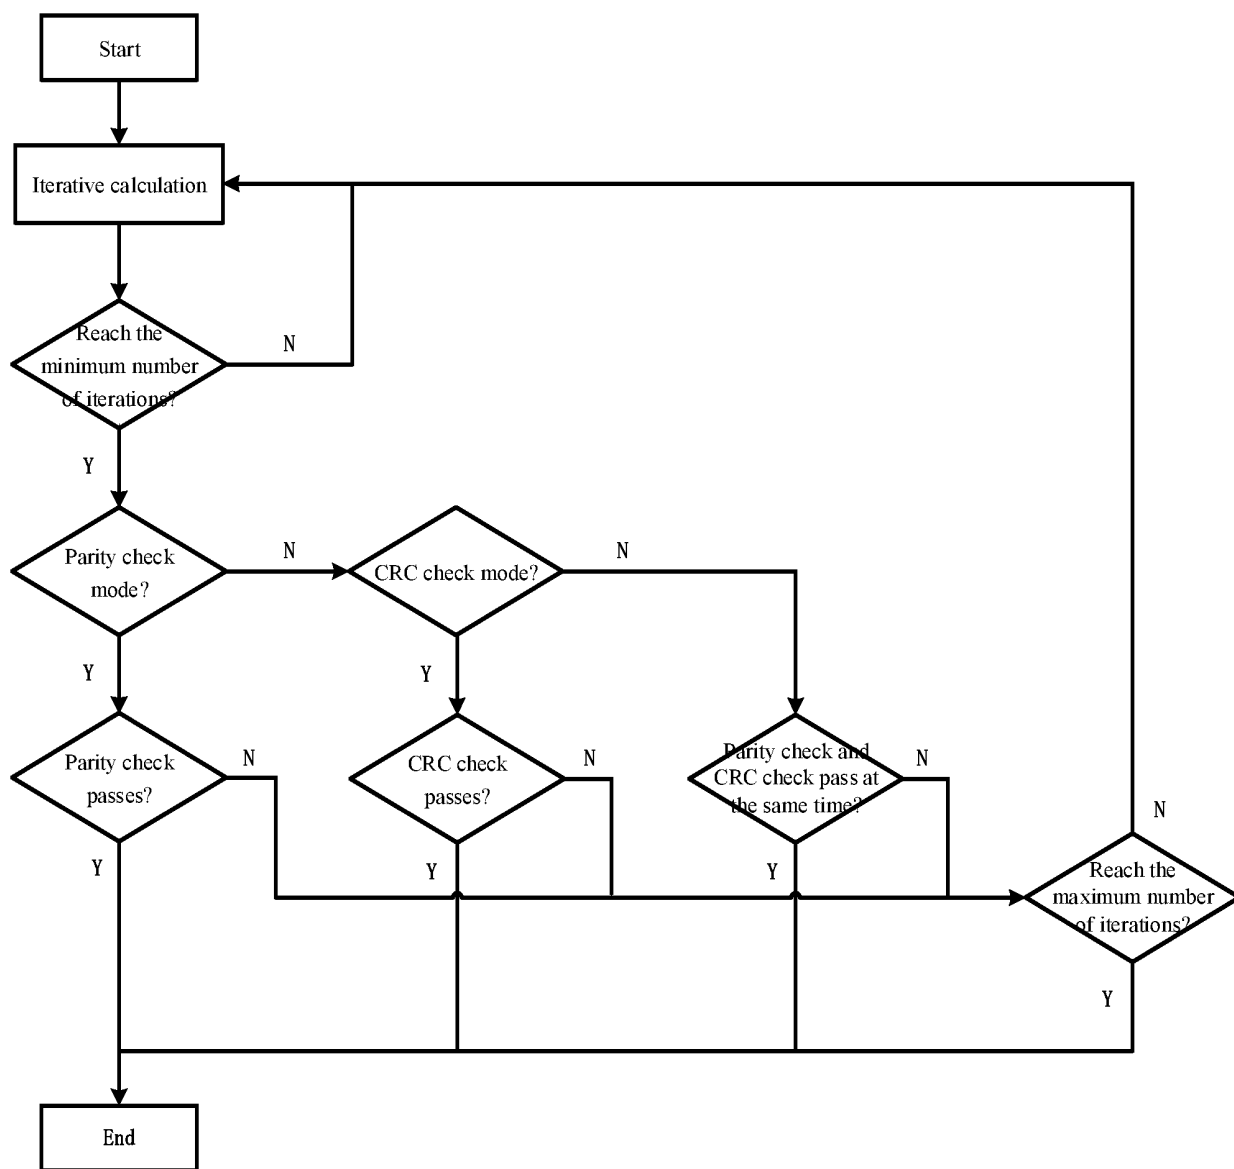 Start
Iterative calculation
Reach the
minimum number
of iterations?
N
Y
Parity check
mode?
N
CRC check mode?
N
Y
Y
Parity check
passes?
N
CRC check
passes?
N
Parity check and
CRC check pass at
the same time?
N
Y
Y
Y
N
Reach the
maximum number
of iterations?
Y
End